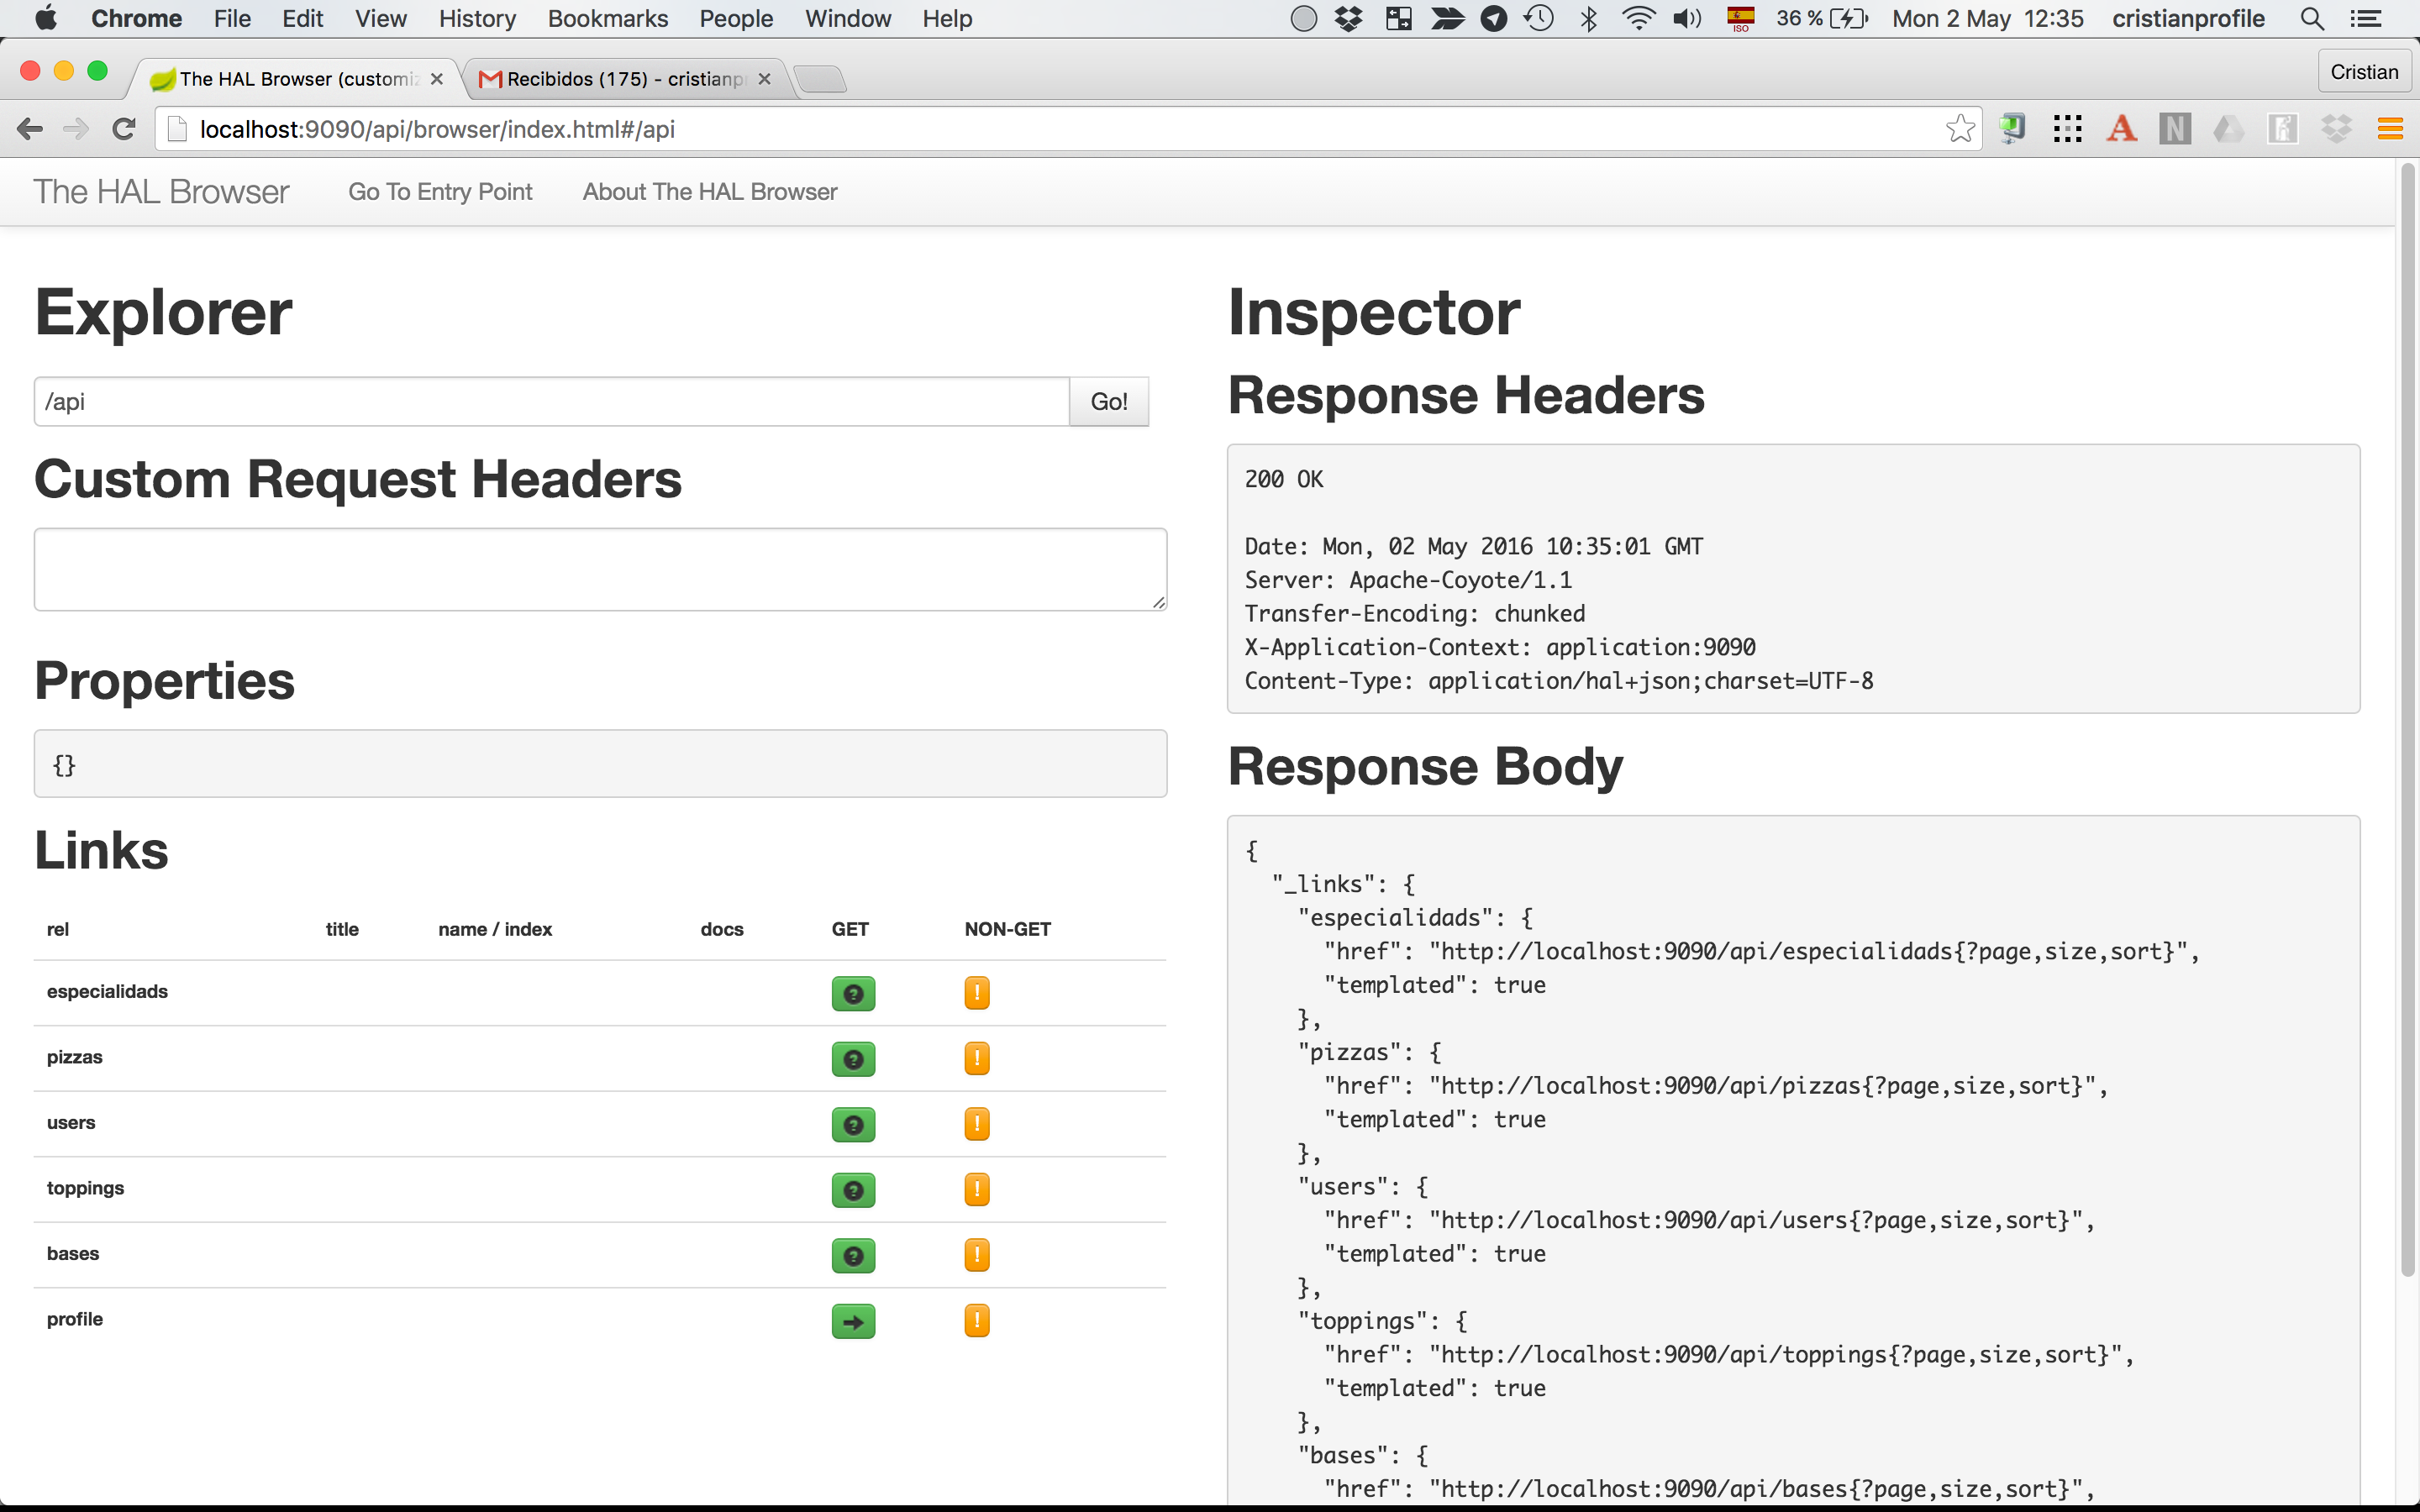 Chrome File Edit View History Bookmarks People Window Help ISO 36 % Mon 2 May 12:35 cristianprofile
The HAL Browser (customiz Recibidos (175) - cristianp Cristian
localhost:9090/api/browser/index.html#/api A N
The HAL Browser Go To Entry Point About The HAL Browser
Explorer
/api Go!
Custom Request Headers
Properties
{}
Links
rel title name / index docs GET NON-GET
especialidads ? !
pizzas ? !
users ? !
toppings ? !
bases ? !
profile !
Inspector
Response Headers
200 OK
Date: Mon, 02 May 2016 10:35:01 GMT
Server: Apache-Coyote/1.1
Transfer-Encoding: chunked
X-Application-Context: application:9090
Content-Type: application/hal+json;charset=UTF-8
Response Body
{
"_links": {
"especialidads": {
"href": "http://localhost:9090/api/especialidads{?page,size,sort}",
"templated": true
},
"pizzas": {
"href": "http://localhost:9090/api/pizzas{?page,size,sort}",
"templated": true
},
"users": {
"href": "http://localhost:9090/api/users{?page,size,sort}",
"templated": true
},
"toppings": {
"href": "http://localhost:9090/api/toppings{?page,size,sort}",
"templated": true
},
"bases": {
"href": "http://localhost:9090/api/bases{?page,size,sort}",